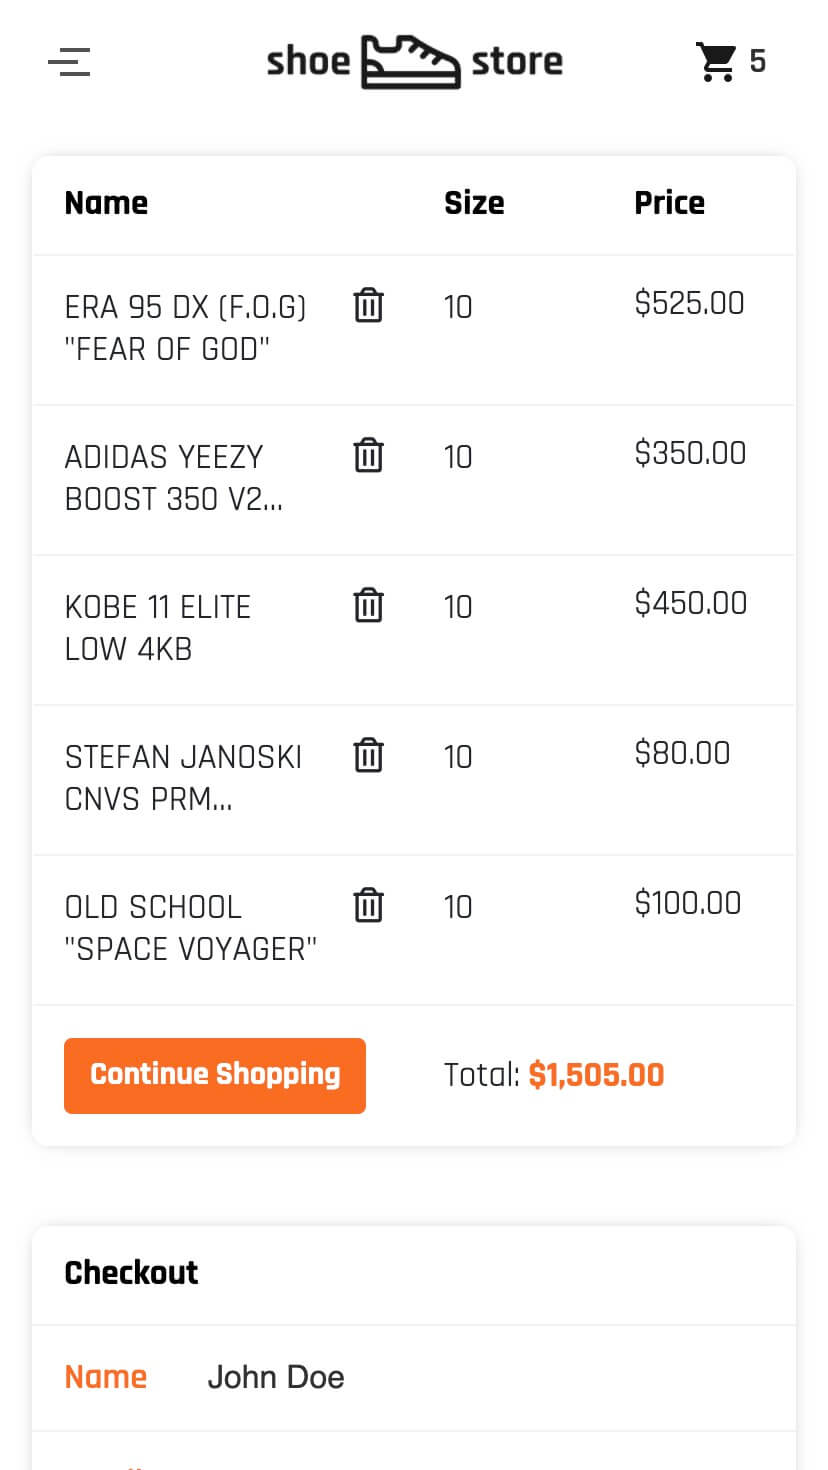 shoe store 5
Name Size Price
ERA 95 DX (F.O.G) 10 $525.00
"FEAR OF GOD"
ADIDAS YEEZY 10 $350.00
BOOST 350 V2...
KOBE 11 ELITE 10 $450.00
LOW 4KB
STEFAN JANOSKI 10 $80.00
CNVS PRM...
OLD SCHOOL 10 $100.00
"SPACE VOYAGER"
Continue Shopping Total: $1,505.00
Checkout
Name John Doe